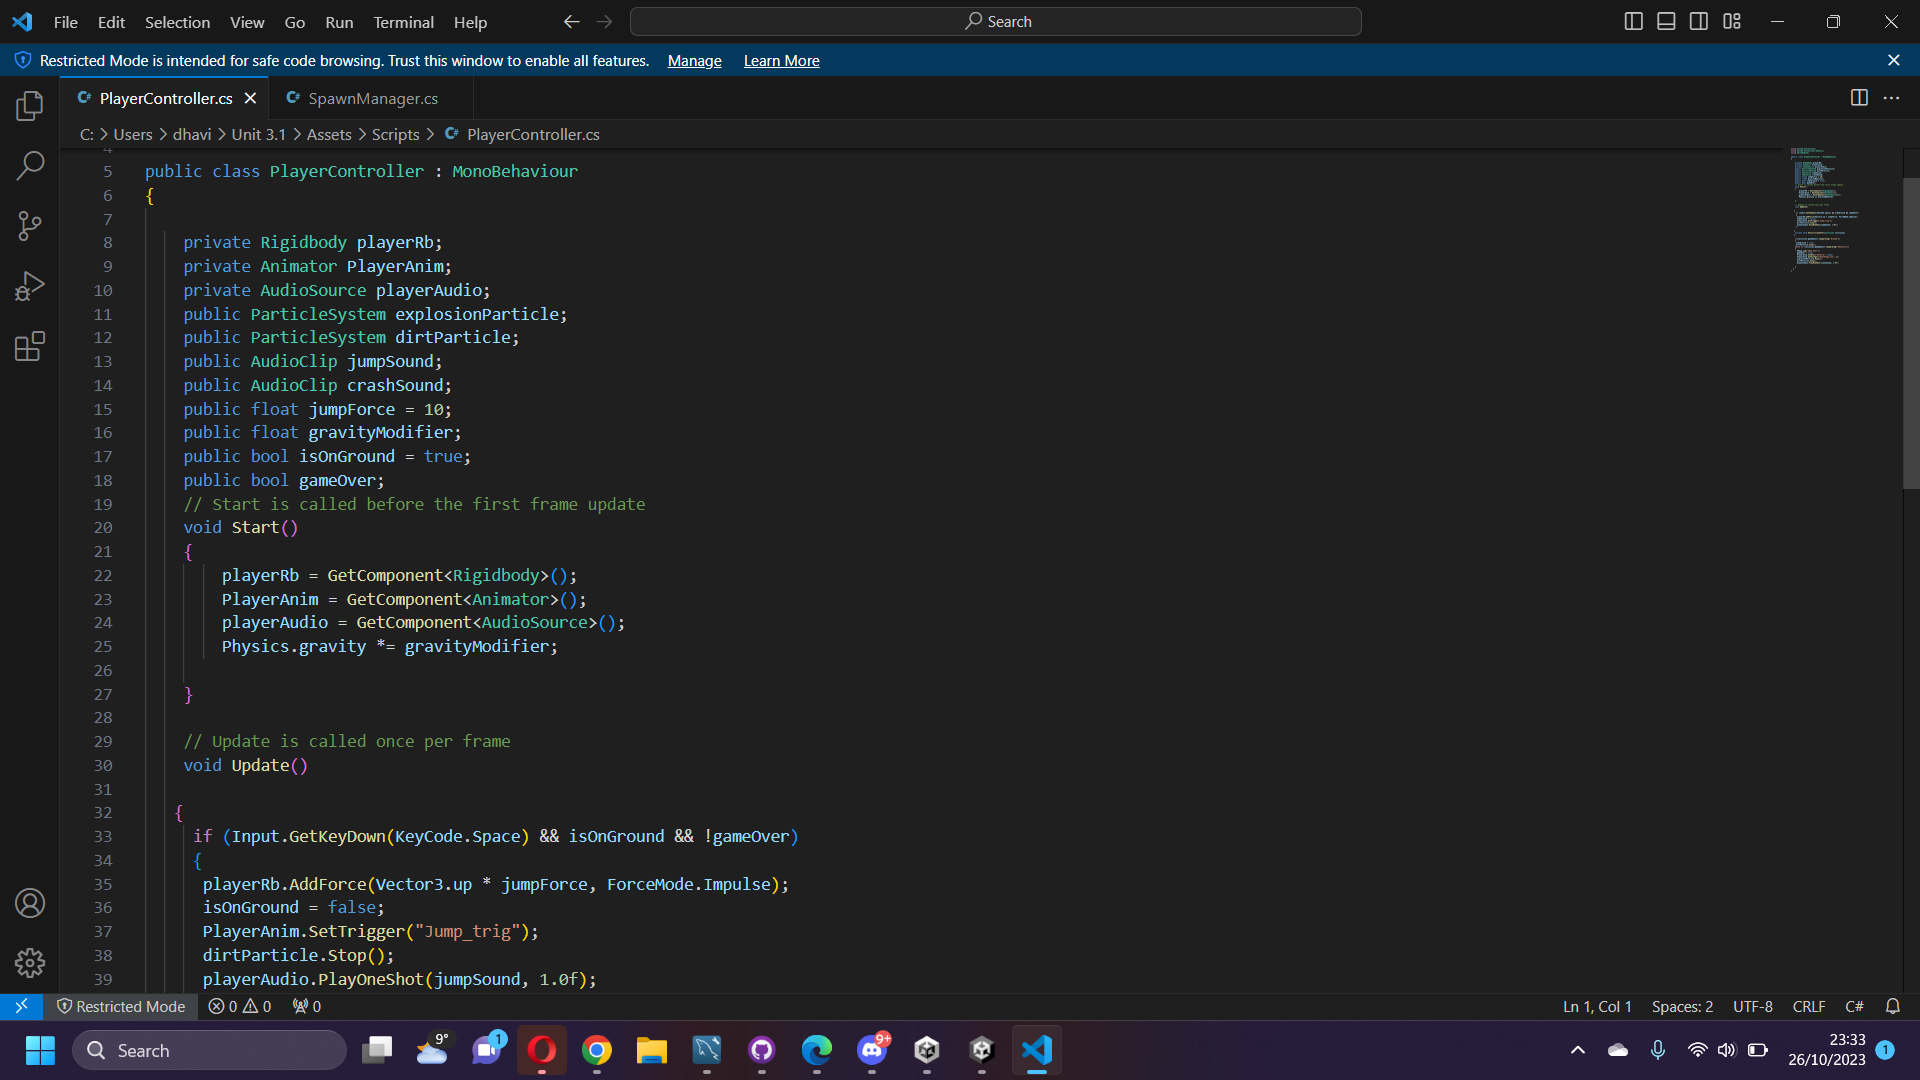 File Edit Selection View Go Run Terminal Help Search
Restricted Mode is intended for safe code browsing. Trust this window to enable all features. Manage Learn More
PlayerController.cs SpawnManager.cs
C: > Users > dhavi > Unit 3.1 > Assets > Scripts > PlayerController.cs
4
5 public class PlayerController : MonoBehaviour
6 {
7
8 private Rigidbody playerRb;
9 private Animator PlayerAnim;
10 private AudioSource playerAudio;
11 public ParticleSystem explosionParticle;
12 public ParticleSystem dirtParticle;
13 public AudioClip jumpSound;
14 public AudioClip crashSound;
15 public float jumpForce = 10;
16 public float gravityModifier;
17 public bool isOnGround = true;
18 public bool gameOver;
19 // Start is called before the first frame update
20 void Start()
21 {
22 playerRb = GetComponent<Rigidbody>();
23 PlayerAnim = GetComponent<Animator>();
24 playerAudio = GetComponent<AudioSource>();
25 Physics.gravity *= gravityModifier;
26
27 }
28
29 // Update is called once per frame
30 void Update()
31
32 {
33 if (Input.GetKeyDown(KeyCode.Space) && isOnGround && !gameOver)
34 {
35 playerRb.AddForce(Vector3.up * jumpForce, ForceMode.Impulse);
36 isOnGround = false;
37 PlayerAnim.SetTrigger("Jump_trig");
38 dirtParticle.Stop();
39 playerAudio.PlayOneShot(jumpSound, 1.0f);
Restricted Mode 0 0 0 Ln 1, Col 1 Spaces: 2 UTF-8 CRLF C#
Search 9° 1 9+ 23:33
26/10/2023 1